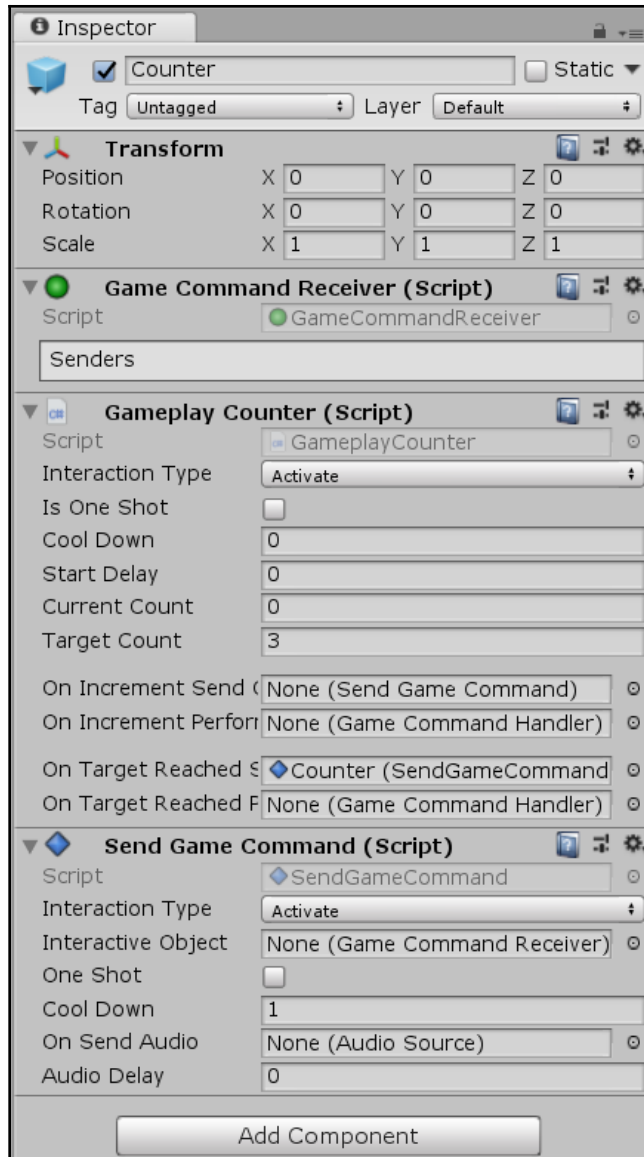 Inspector
Counter Static
Tag Untagged Layer Default
Transform
Position X 0 Y 0 Z 0
Rotation X 0 Y 0 Z 0
Scale X 1 Y 1 Z 1
Game Command Receiver (Script)
Script GameCommandReceiver
Senders
C# Gameplay Counter (Script)
Script GameplayCounter
Interaction Type Activate
Is One Shot
Cool Down 0
Start Delay 0
Current Count 0
Target Count 3
On Increment Send None (Send Game Command)
On Increment Perfor None (Game Command Handler)
On Target Reached S Counter (SendGameCommand
On Target Reached P None (Game Command Handler)
Send Game Command (Script)
Script SendGameCommand
Interaction Type Activate
Interactive Object None (Game Command Receiver)
One Shot
Cool Down 1
On Send Audio None (Audio Source)
Audio Delay 0
Add Component